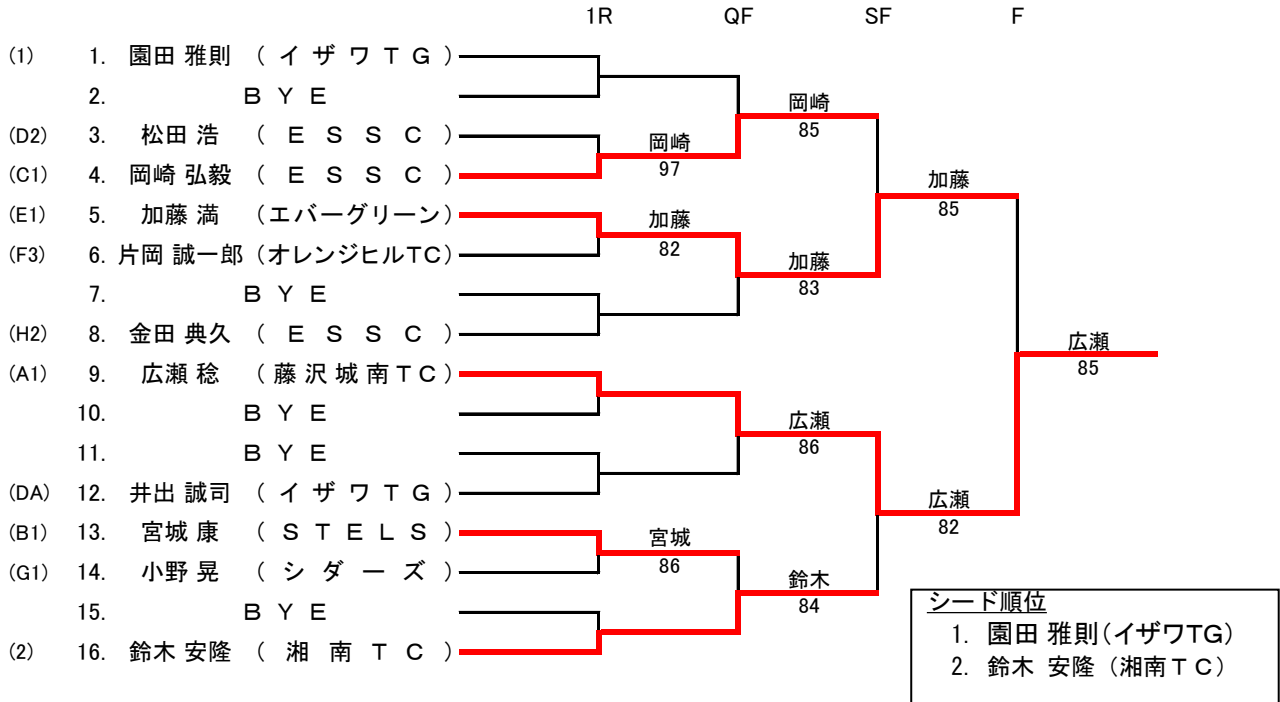 1R QF SF F
(1) 1. 園田 雅則 ( イ ザ ワ T G )
2. B Y E
岡崎
85
(D2) 3. 松田 浩 ( E S S C )
岡崎
97
(C1) 4. 岡崎 弘毅 ( E S S C )
加藤
85
(E1) 5. 加藤 満 (エバーグリーン)
加藤
82
(F3) 6. 片岡 誠一郎 (オレンジヒルTC)
加藤
83
7. B Y E
(H2) 8. 金田 典久 ( E S S C )
広瀬
85
(A1) 9. 広瀬 稔 ( 藤 沢 城 南 T C )
10. B Y E
広瀬
86
11. B Y E
(DA) 12. 井出 誠司 ( イ ザ ワ T G )
広瀬
82
(B1) 13. 宮城 康 ( S T E L S )
宮城
86
(G1) 14. 小野 晃 ( シ ダ ー ズ )
鈴木
84
15. B Y E
(2) 16. 鈴木 安隆 ( 湘 南 T C )
シード順位
1. 園田 雅則(イザワTG)
2. 鈴木 安隆 (湘南T C)